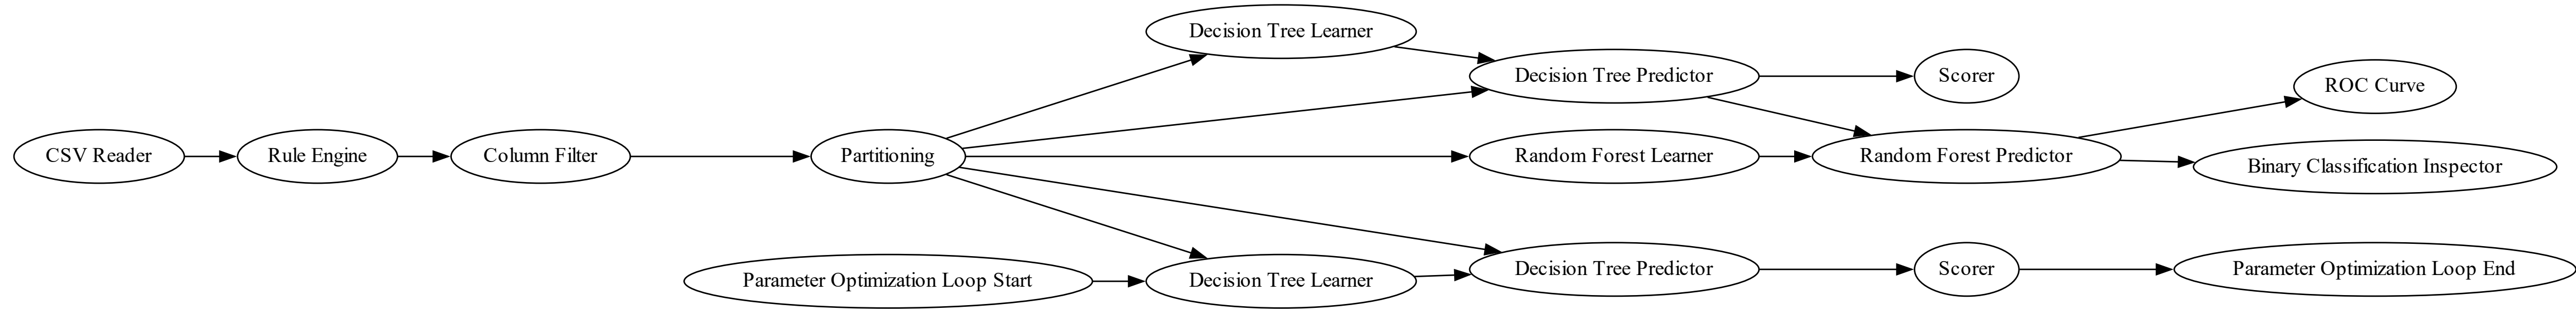 CSV Reader
Rule Engine
Column Filter
Partitioning
Parameter Optimization Loop Start
Decision Tree Learner
Decision Tree Learner
Decision Tree Predictor
Random Forest Learner
Decision Tree Predictor
Scorer
Random Forest Predictor
Scorer
ROC Curve
Binary Classification Inspector
Parameter Optimization Loop End